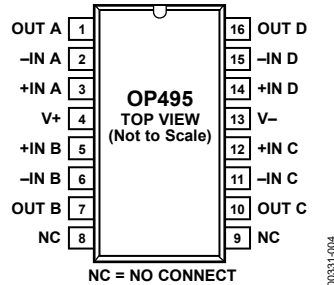 OUT A 1 16 OUT D
–IN A 2 15 –IN D
+IN A 3 14 +IN D
OP495
TOP VIEW
(Not to Scale)
V+ 4 13 V–
+IN B 5 12 +IN C
–IN B 6 11 –IN C
OUT B 7 10 OUT C
NC 8 9 NC
NC = NO CONNECT
00331-004